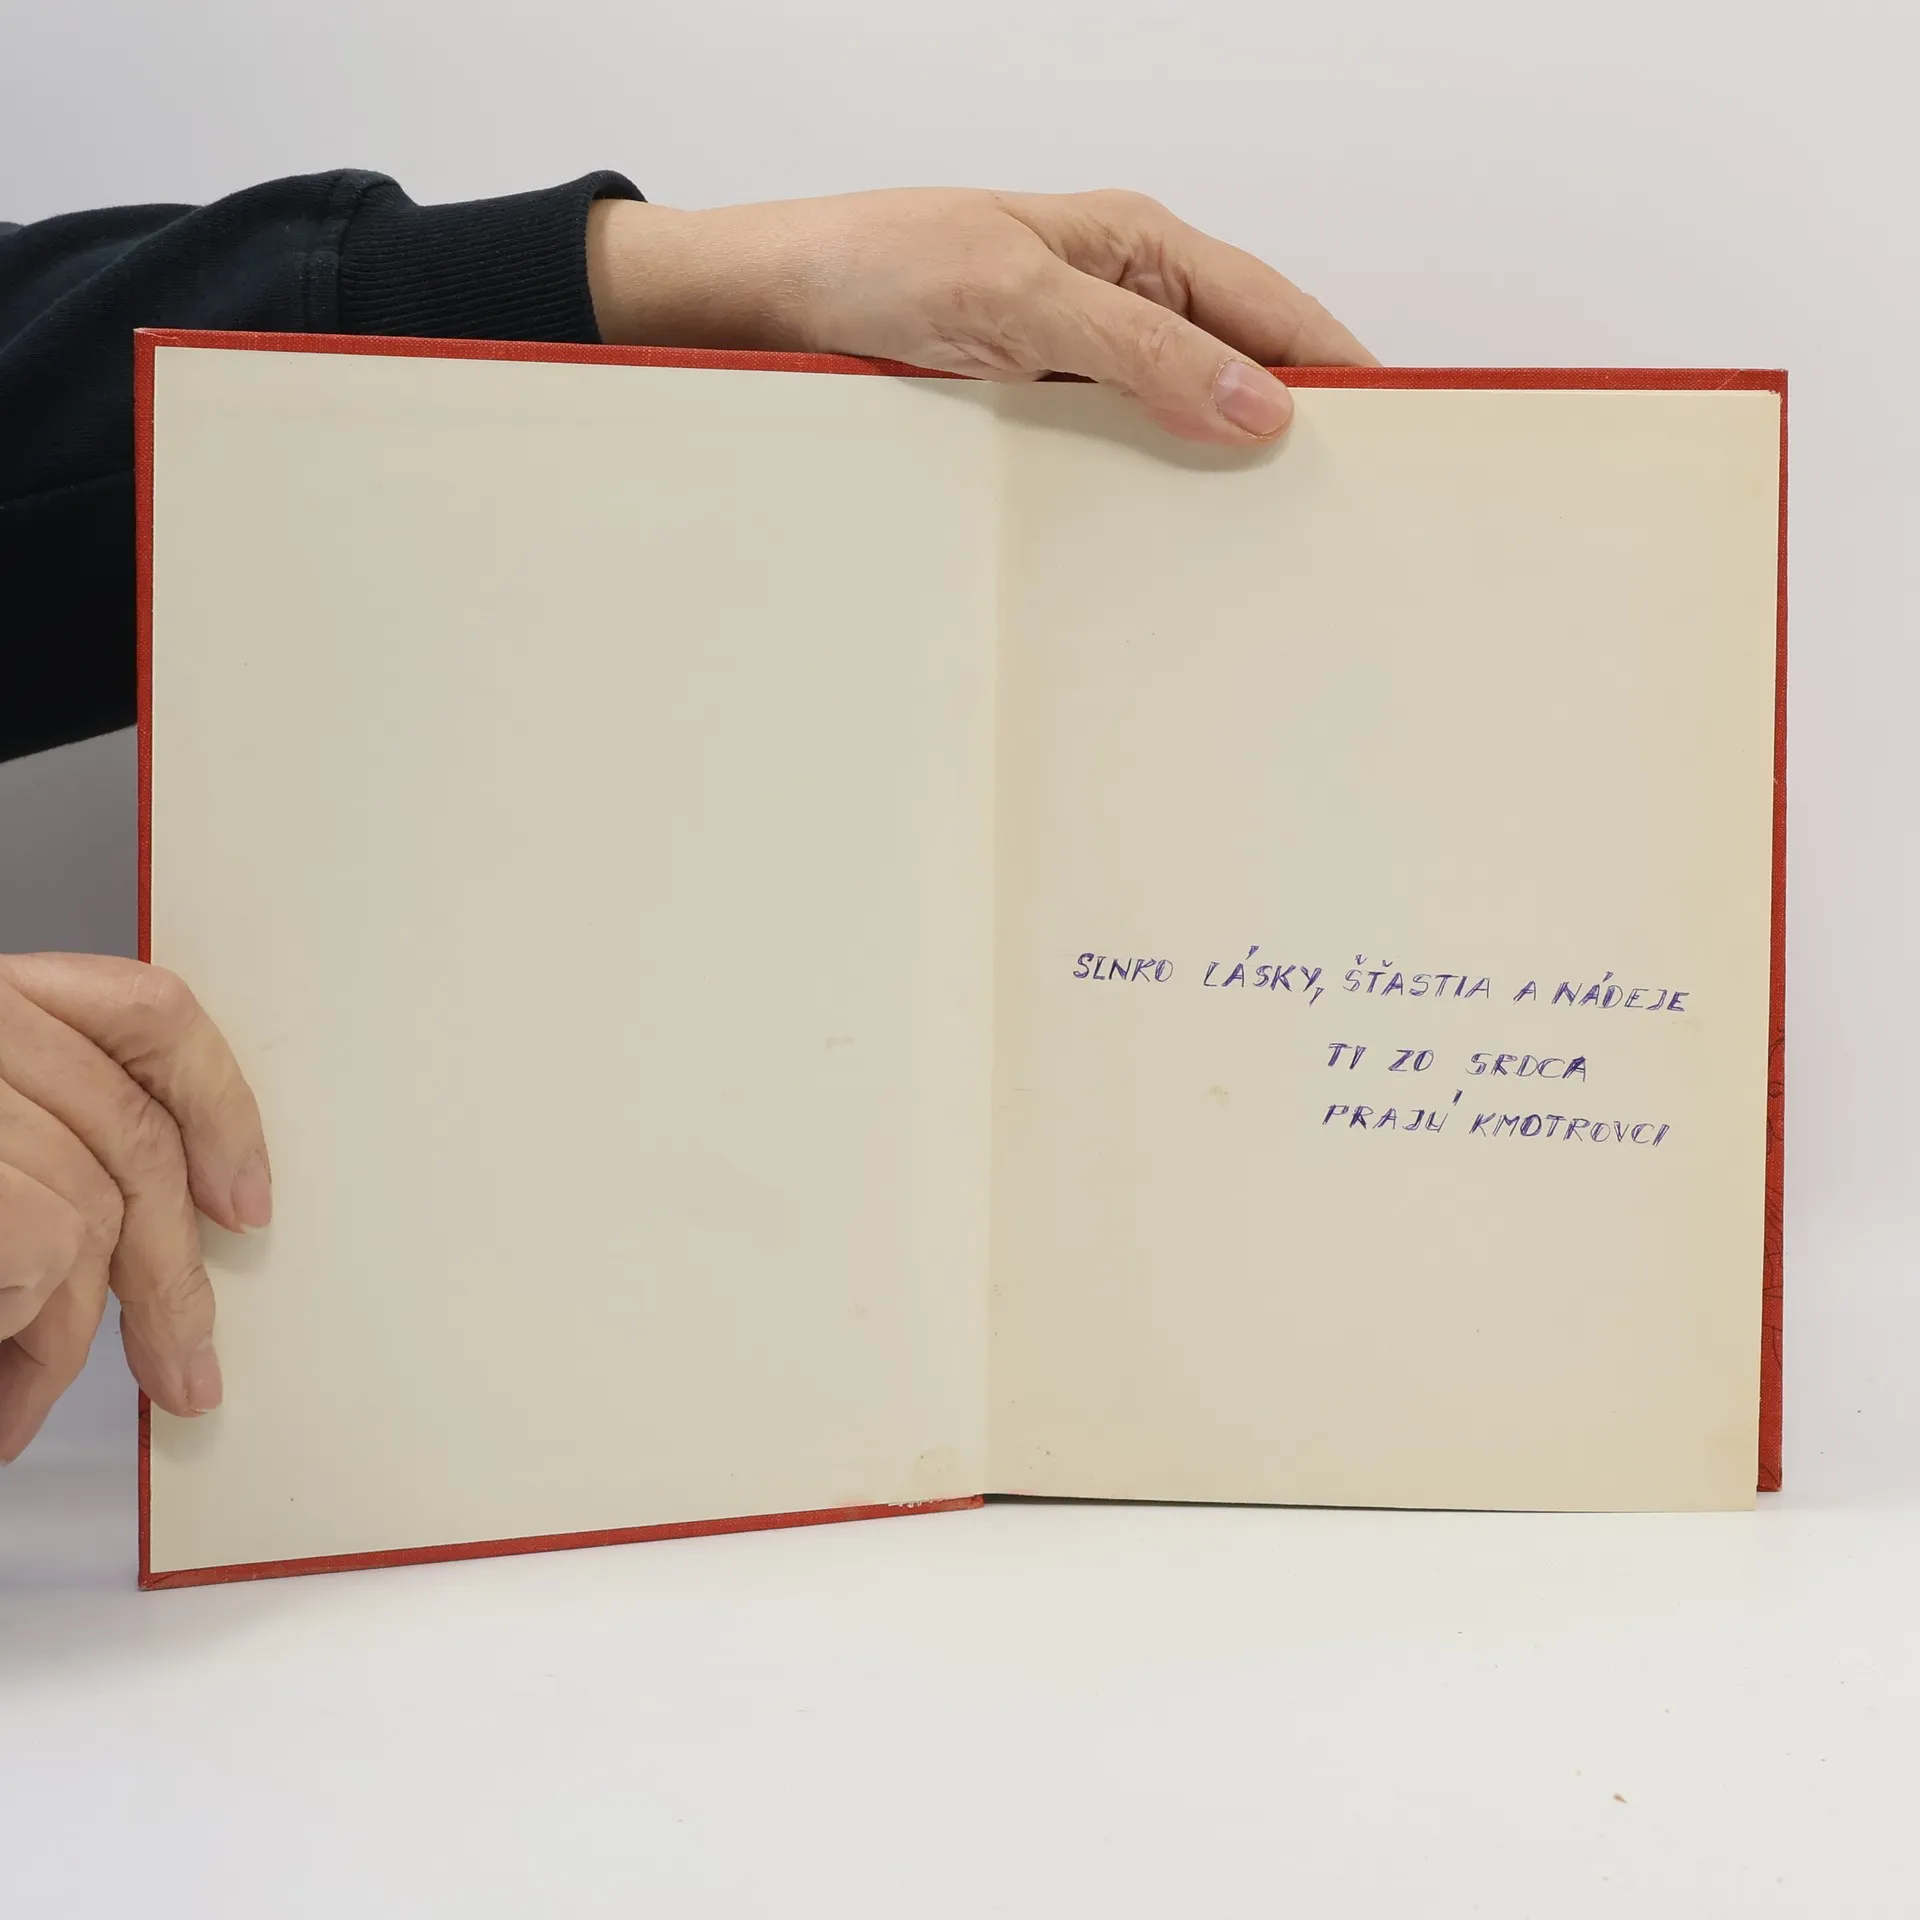 SLNKO LÁSKY, ŠŤASTIA A NÁDEJE
TI ZO SRDCA
PRAJÚ KMOTROVCI